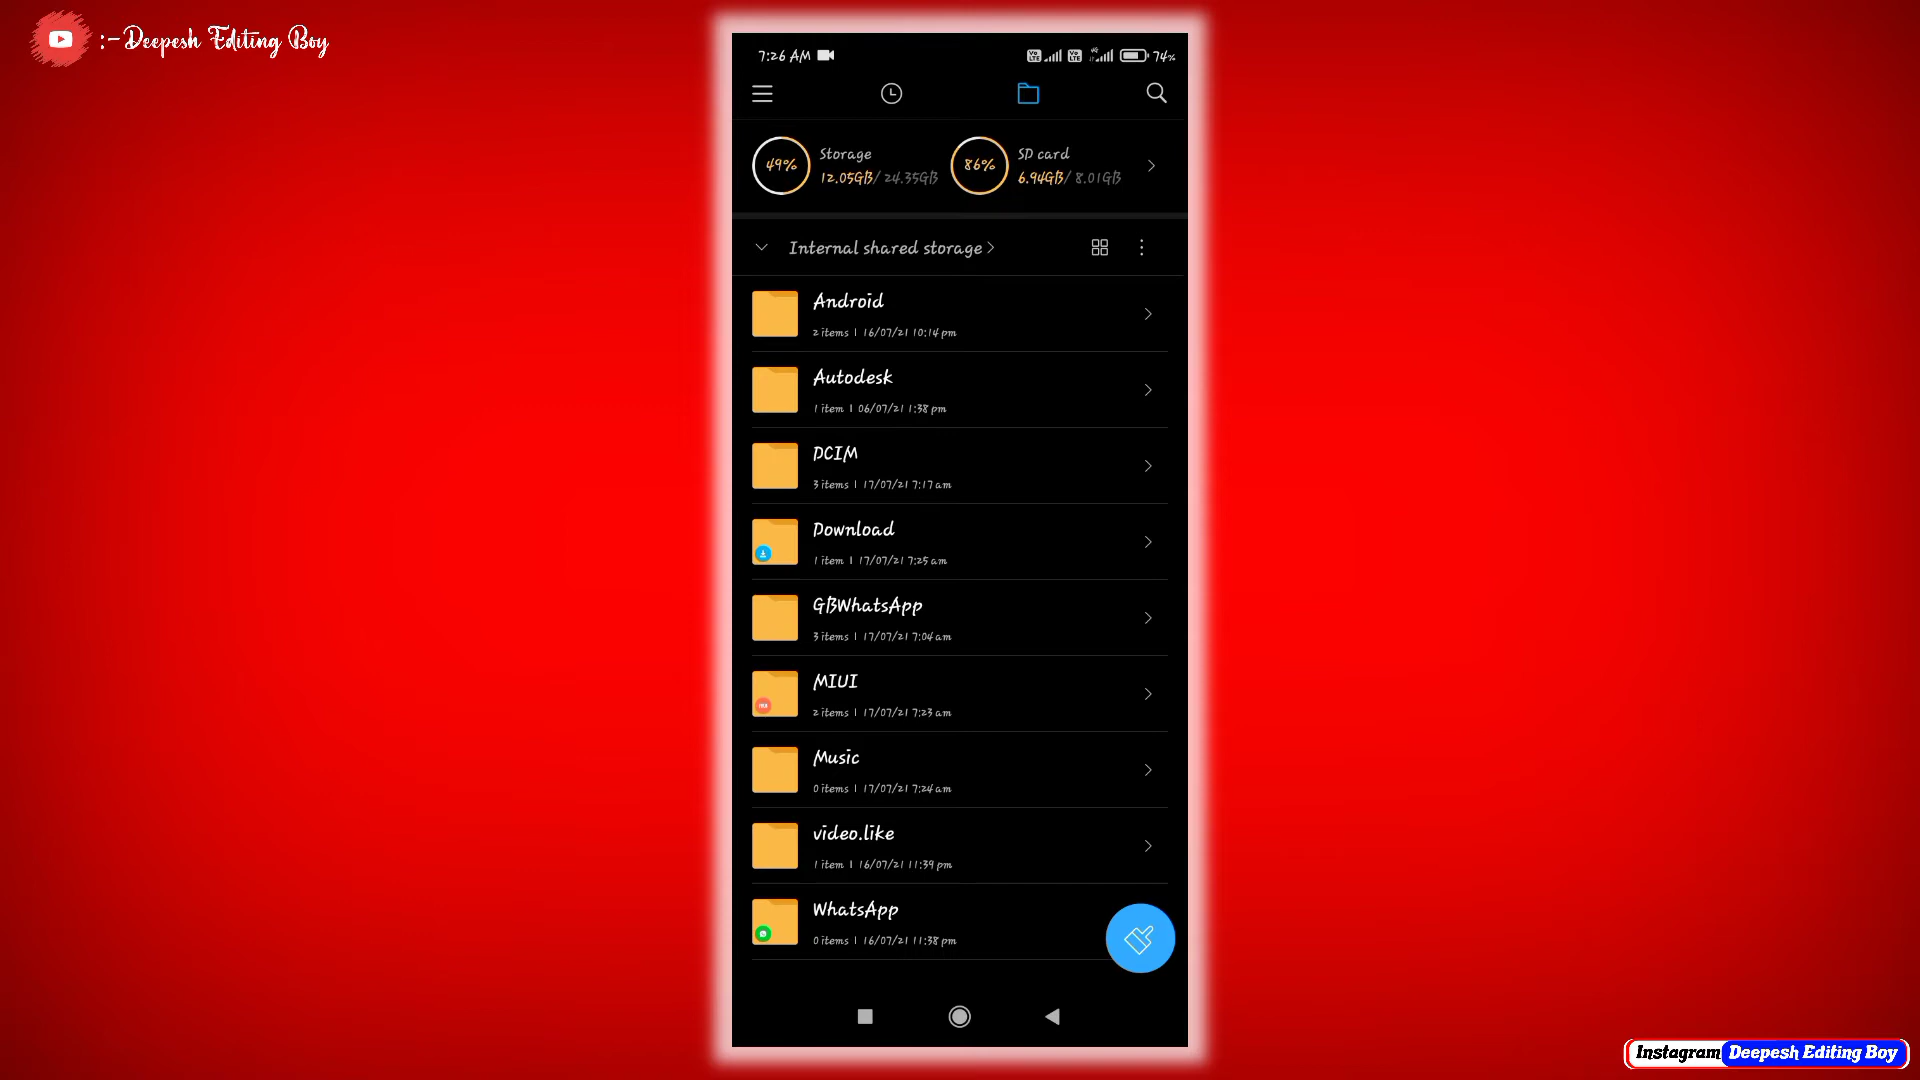 :-Deepesh Editing Boy
7:26 AM 74%
49% Storage 12.05GB/ 24.35GB
86% SD card 6.94GB/ 8.01GB
Internal shared storage >
Android
2 items | 16/07/21 10:14 pm
Autodesk
1 item | 06/07/21 1:38 pm
DCIM
3 items | 17/07/21 7:17 am
Download
1 item | 17/07/21 7:25 am
GBWhatsApp
3 items | 17/07/21 7:04 am
MIUI
2 items | 17/07/21 7:23 am
Music
0 items | 17/07/21 7:24 am
video.like
1 item | 16/07/21 11:39 pm
WhatsApp
0 items | 16/07/21 11:38 pm
Instagram Deepesh Editing Boy